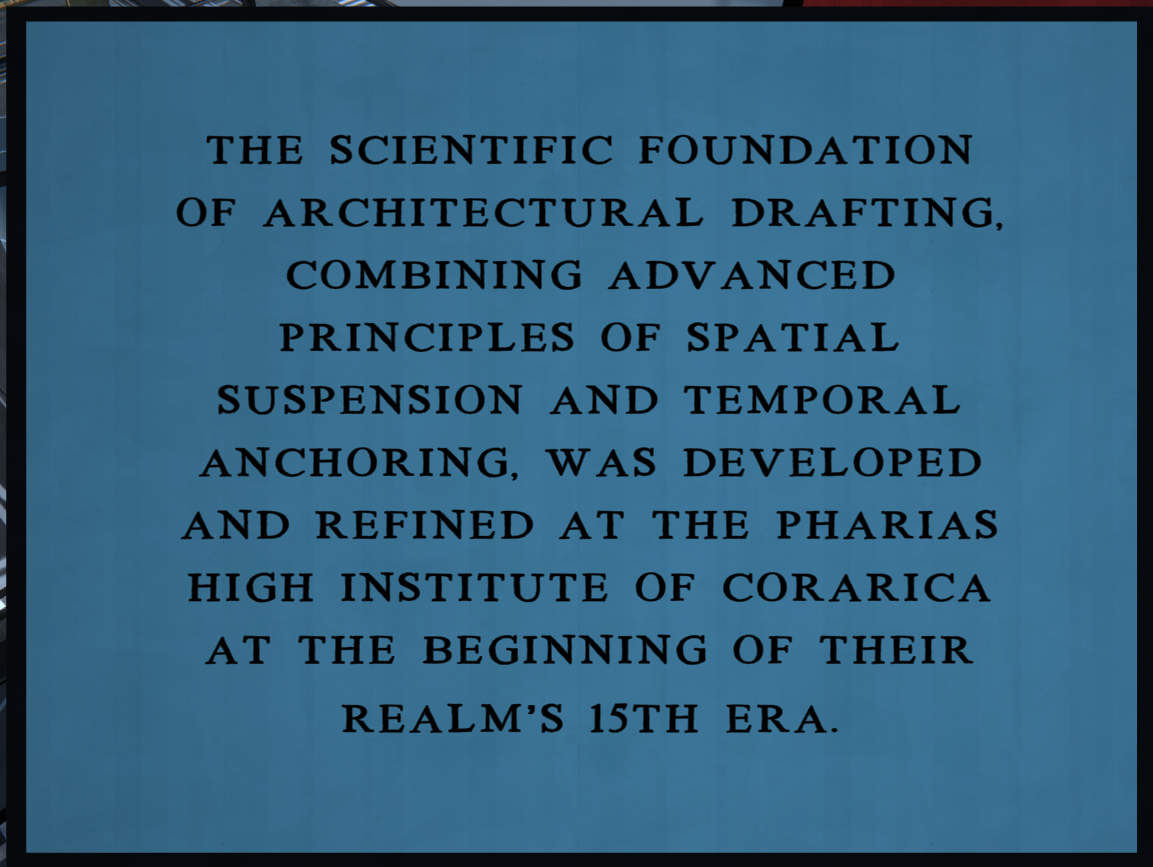 THE SCIENTIFIC FOUNDATION
OF ARCHITECTURAL DRAFTING,
COMBINING ADVANCED
PRINCIPLES OF SPATIAL
SUSPENSION AND TEMPORAL
ANCHORING, WAS DEVELOPED
AND REFINED AT THE PHARIAS
HIGH INSTITUTE OF CORARICA
AT THE BEGINNING OF THEIR
REALM'S 15TH ERA.